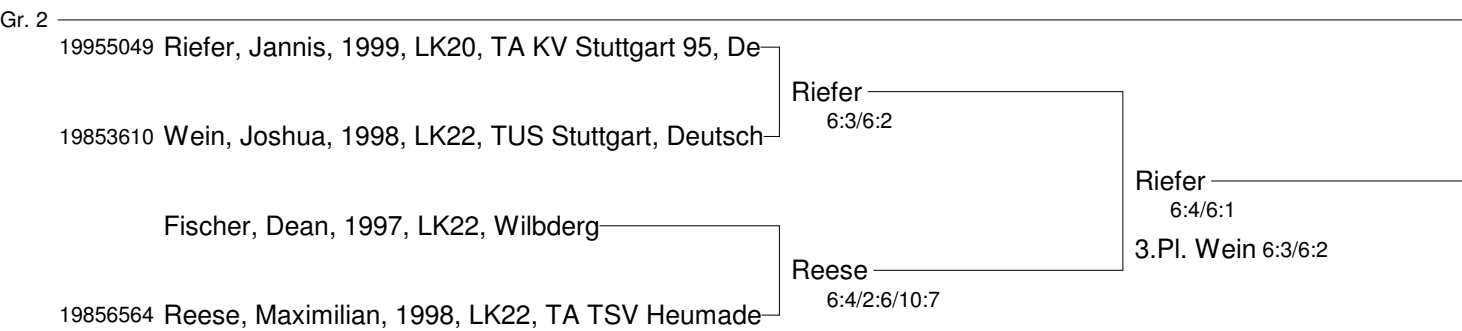 Gr. 2
19955049 Riefer, Jannis, 1999, LK20, TA KV Stuttgart 95, De
Riefer
6:3/6:2
19853610 Wein, Joshua, 1998, LK22, TUS Stuttgart, Deutsch
Riefer
6:4/6:1
Fischer, Dean, 1997, LK22, Wilbderg
3.Pl. Wein 6:3/6:2
Reese
6:4/2:6/10:7
19856564 Reese, Maximilian, 1998, LK22, TA TSV Heumade